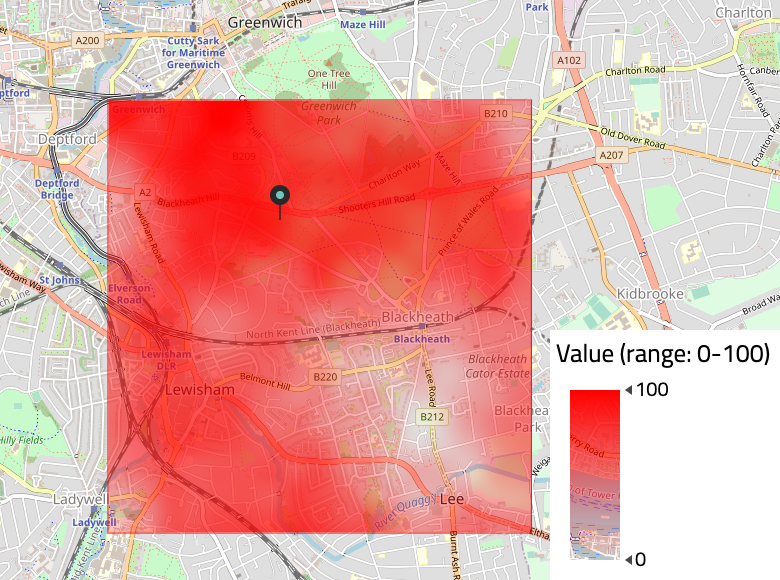 Greenwich
Maze Hill
Park
Charlton
A200
Cutty Sark
for Maritime
Greenwich
A102
One Tree
Hill
Charlton Road
Hornfair Road
Greenwich
Park
Greenwich
B210
Deptford
Old Dover Road
A207
B209
Charlton Way
Maze Hill
Deptford
Bridge
A2
Blackheath Hill
Shooters Hill Road
Prince of Wales Road
Lewisham Road
St Johns
Elverson
Road
Kidbrooke
Blackheath
North Kent Line (Blackheath)
Blackheath
Lewisham
DLR
Blackheath
Cator Estate
Belmont Hill
B220
Lee Road
Lewisham
B212
Park
Hilly Fields
Ladywell
Ladywell
Lee
River Quaggy
Value (range: 0-100)
100
0